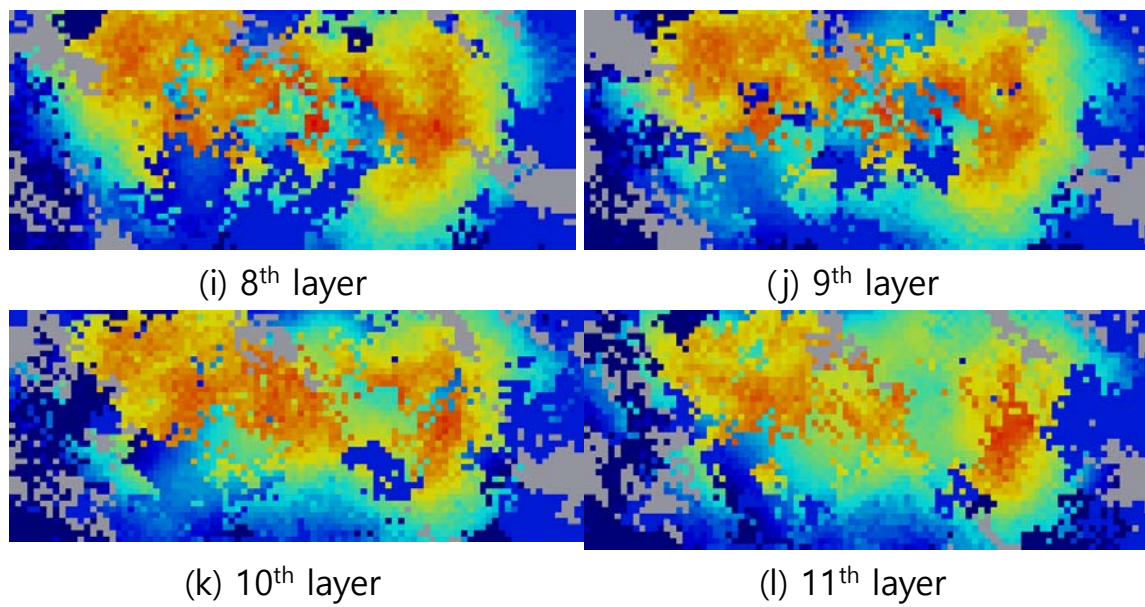 (i) 8th layer
(j) 9th layer
(k) 10th layer
(l) 11th layer